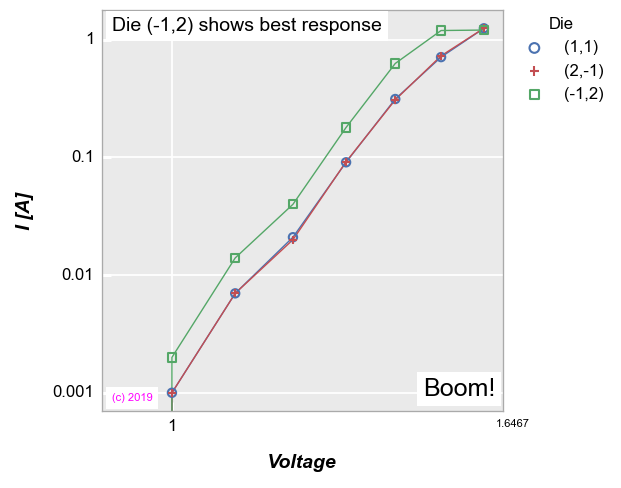 Die (-1,2) shows best response
Die
(1,1)
(2,-1)
(-1,2)
1
0.1
0.01
0.001
I [A]
(c) 2019
Boom!
1
1.6467
Voltage